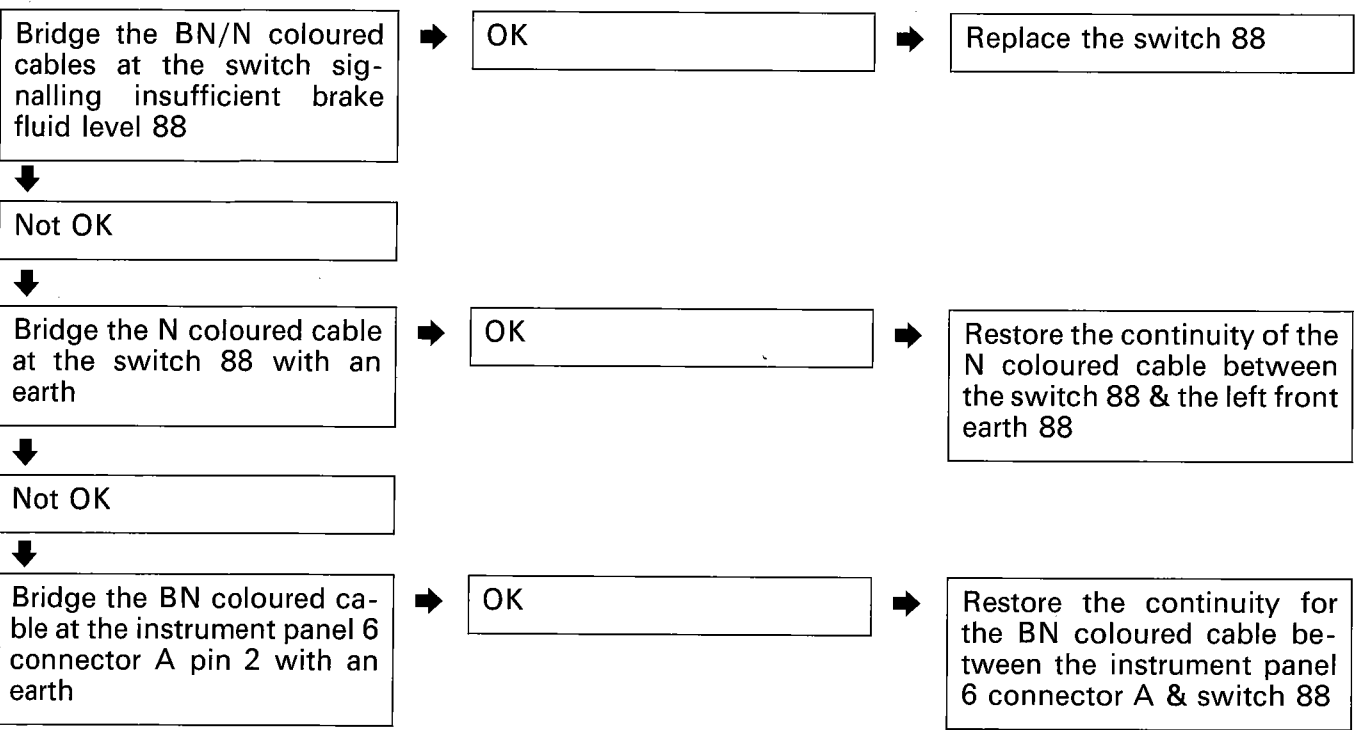 Bridge the BN/N coloured
cables at the switch sig-
nalling insufficient brake
fluid level 88
OK
Replace the switch 88
Not OK
Bridge the N coloured cable
at the switch 88 with an
earth
OK
Restore the continuity of the
N coloured cable between
the switch 88 & the left front
earth 88
Not OK
Bridge the BN coloured ca-
ble at the instrument panel 6
connector A pin 2 with an
earth
OK
Restore the continuity for
the BN coloured cable be-
tween the instrument panel
6 connector A & switch 88